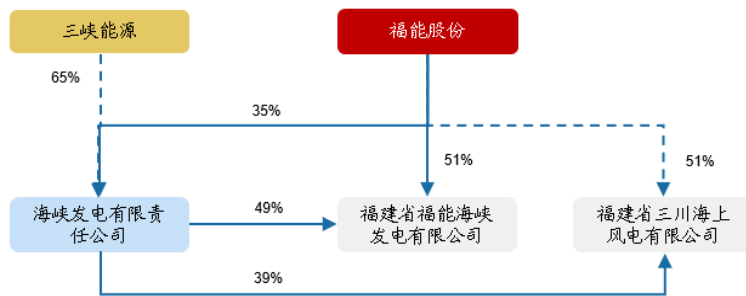 三峡能源
福能股份
65%
35%
51%
51%
海峡发电有限责
任公司
49%
福建省福能海峡
发电有限公司
福建省三川海上
风电有限公司
39%